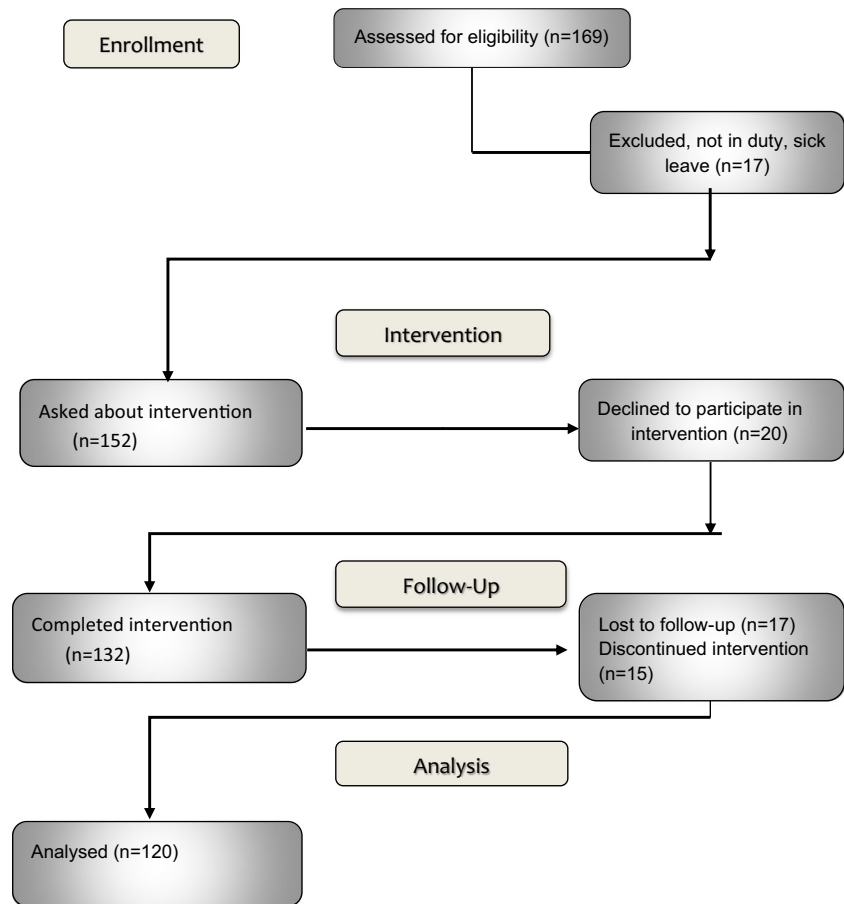 Enrollment
Assessed for eligibility (n=169)
Excluded, not in duty, sick
leave (n=17)
Intervention
Asked about intervention
(n=152)
Declined to participate in
intervention (n=20)
Follow-Up
Completed intervention
(n=132)
Lost to follow-up (n=17)
Discontinued intervention
(n=15)
Analysis
Analysed (n=120)